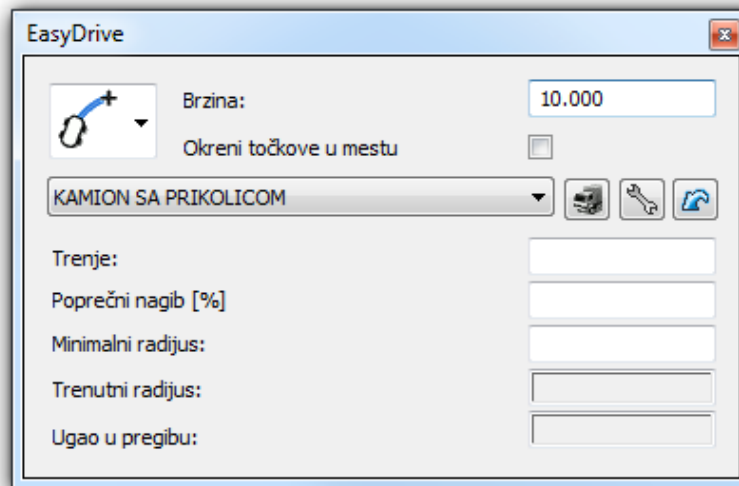 EasyDrive
Brzina: 10.000
Okreni točkove u mestu
KAMION SA PRIKOLICOM
Trenje:
Poprečni nagib [%]
Minimalni radijus:
Trenutni radijus:
Ugao u pregibu: